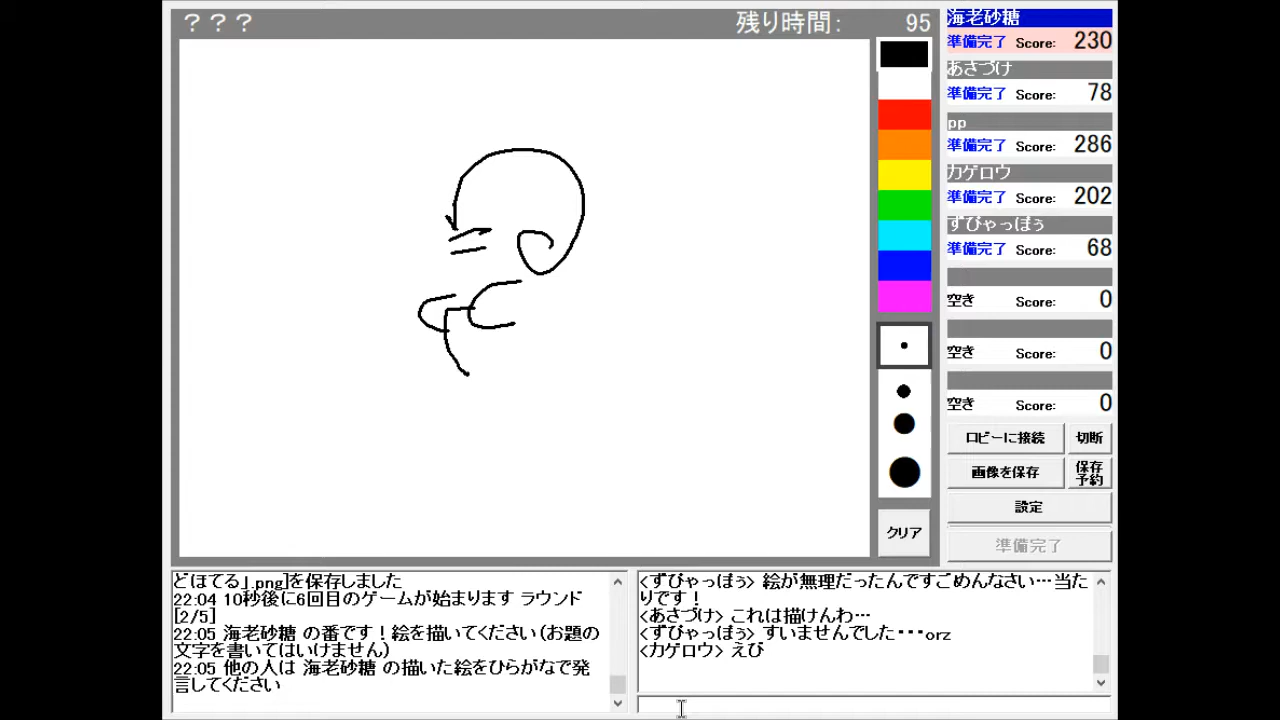 ？？？ 残り時間： 95
海老砂糖
準備完了 Score: 230
あさづけ
準備完了 Score: 78
pp
準備完了 Score: 286
カゲロウ
準備完了 Score: 202
ずびゃっぽぅ
準備完了 Score: 68
空き Score: 0
空き Score: 0
空き Score: 0
ロビーに接続 切断
画像を保存 保存予約
設定
準備完了
クリア
どほてる」.png]を保存しました
22:04 10秒後に6回目のゲームが始まります ラウンド
[2/5]
22:05 海老砂糖 の番です！絵を描いてください（お題の
文字を書いてはいけません）
22:05 他の人は 海老砂糖 の描いた絵をひらがなで発
言してください
<ずびゃっぽぅ> 絵が無理だったんですごめんなさい…当た
りです！
<あさづけ> これは描けんわ…
<ずびゃっぽぅ> すいませんでした・・・orz
<カゲロウ> えび